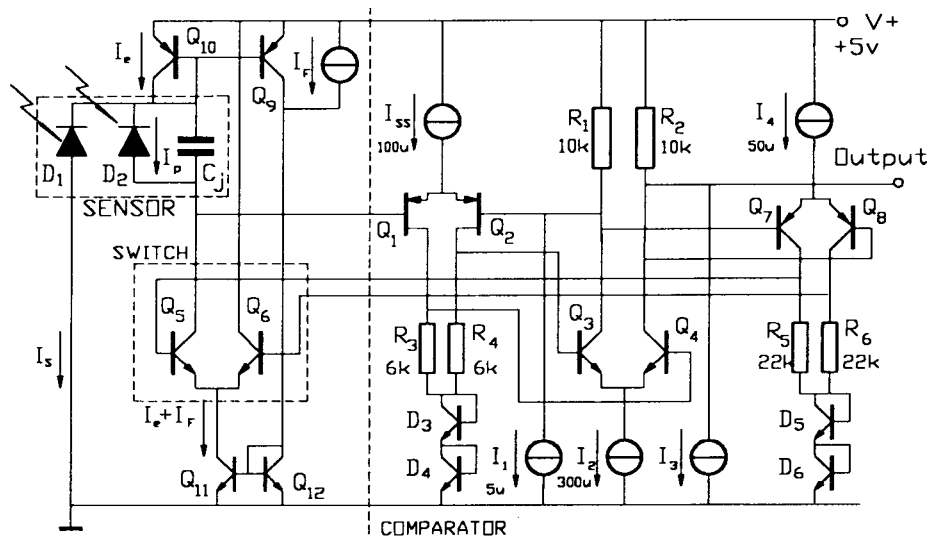 V+
+5v
Q10
Ie
Q9
IF
Iss
100u
R1
10k
R2
10k
I4
50u
Output
D1
D2
Ip
Cj
SENSOR
Q1
Q2
Q7
Q8
SWITCH
Q5
Q6
Is
R3
6k
R4
6k
Q3
Q4
R5
22k
R6
22k
Ie+IF
D3
D4
D5
D6
Q11
Q12
I1
5u
I2
300u
I3
COMPARATOR